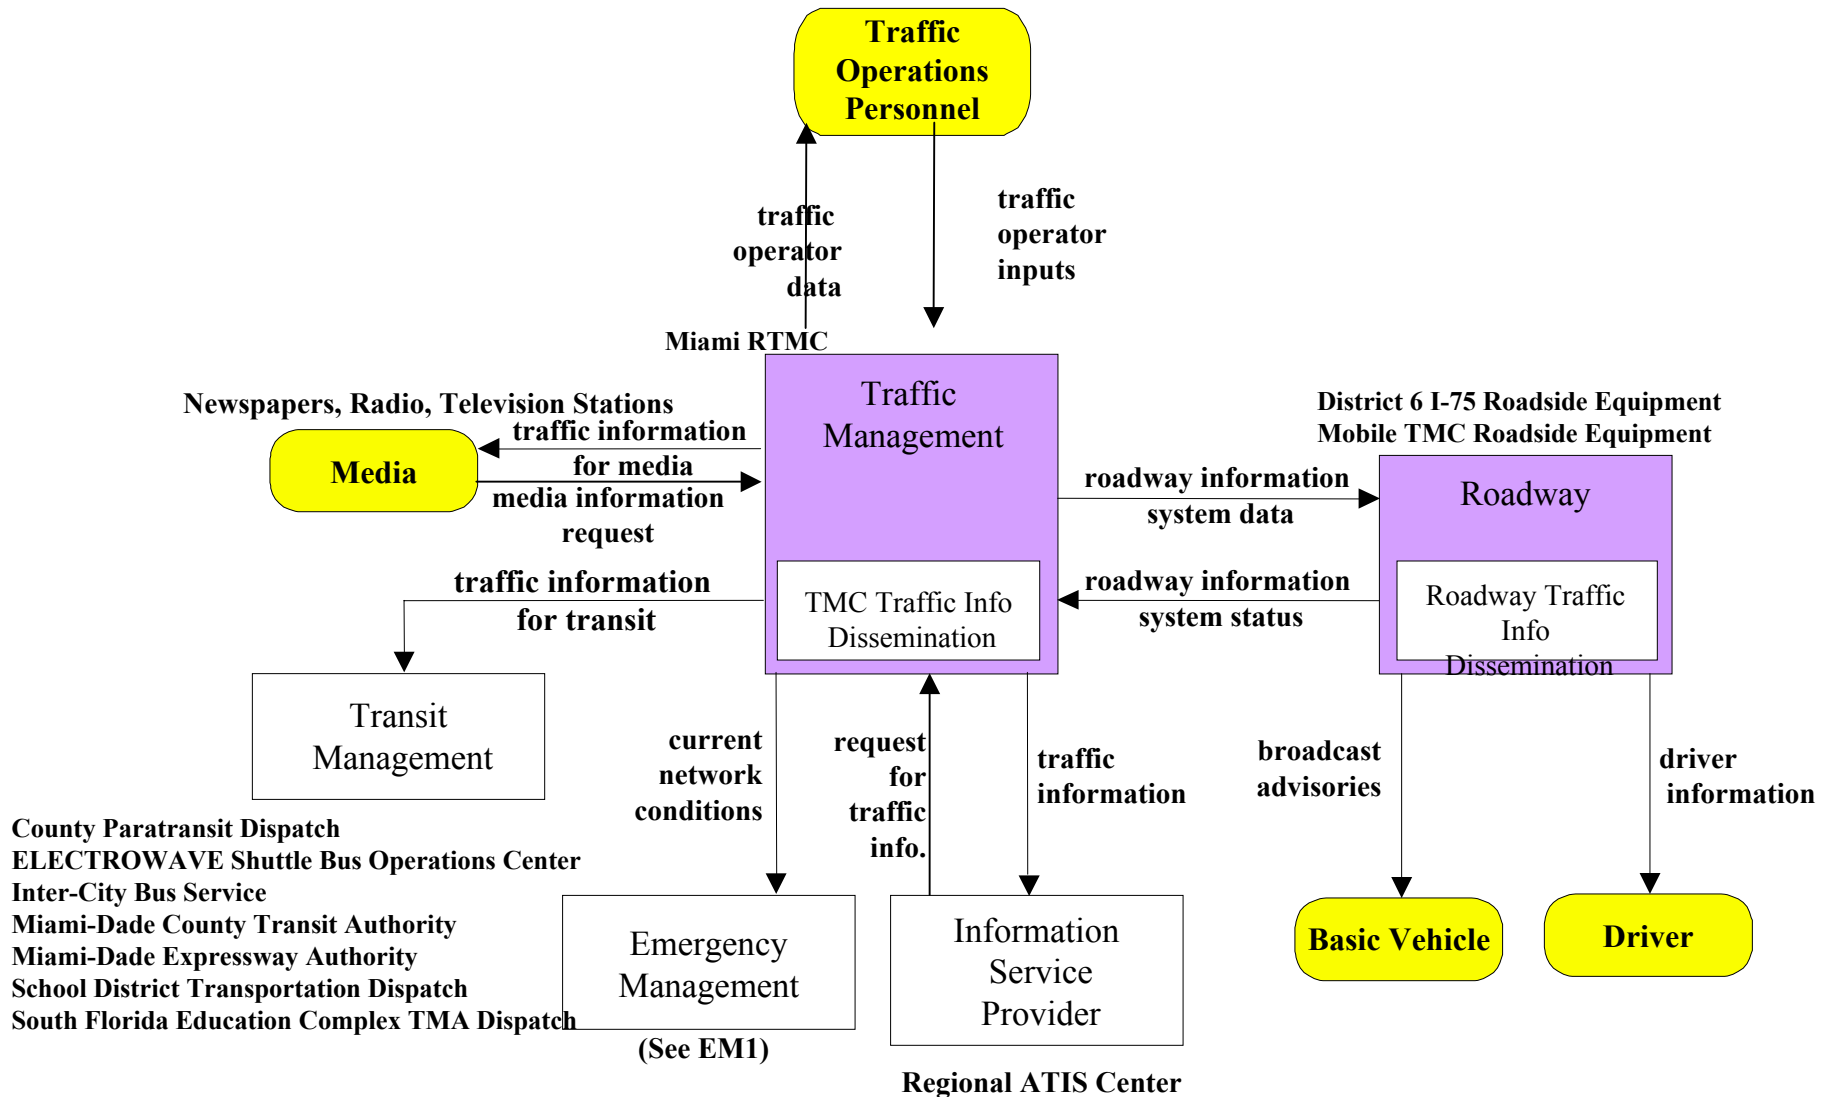 Traffic
Operations
Personnel
traffic
operator
data
traffic
operator
inputs
Miami RTMC
Traffic
Management
Newspapers, Radio, Television Stations
traffic information
for media
Media
media information
request
District 6 I-75 Roadside Equipment
Mobile TMC Roadside Equipment
roadway information
system data
Roadway
traffic information
for transit
TMC Traffic Info
Dissemination
roadway information
system status
Roadway Traffic
Info
Dissemination
Transit
Management
current
network
conditions
request
for
traffic
info.
traffic
information
broadcast
advisories
driver
information
County Paratransit Dispatch
ELECTROWAVE Shuttle Bus Operations Center
Inter-City Bus Service
Miami-Dade County Transit Authority
Miami-Dade Expressway Authority
School District Transportation Dispatch
South Florida Education Complex TMA Dispatch
Emergency
Management
(See EM1)
Information
Service
Provider
Regional ATIS Center
Basic Vehicle
Driver